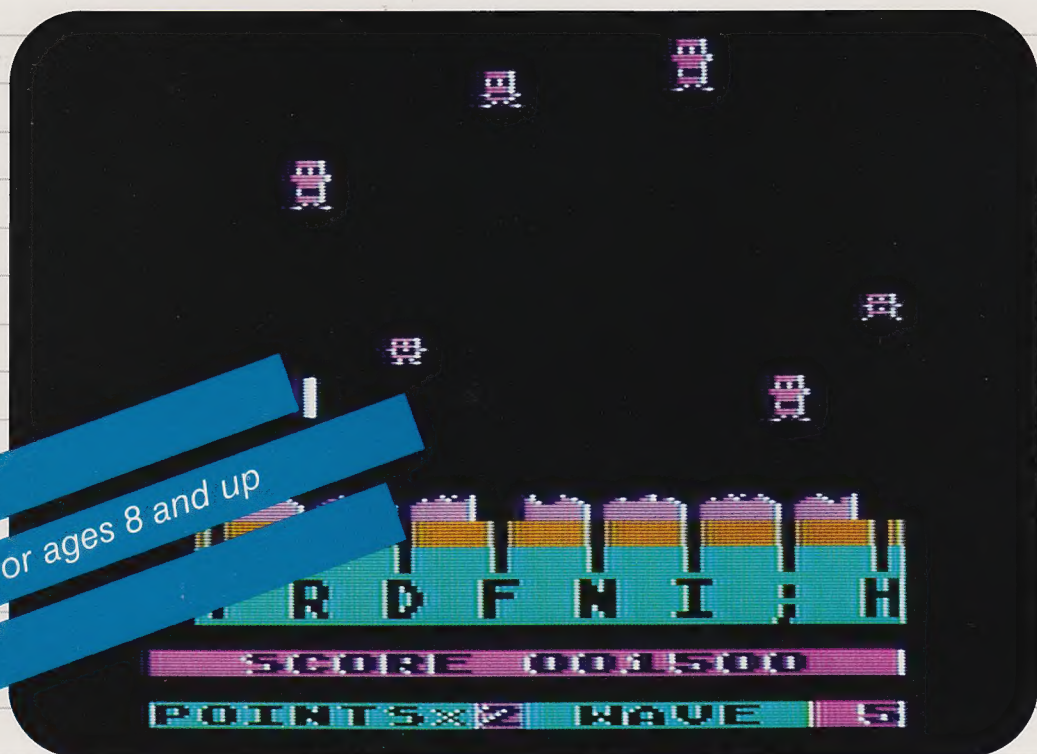 or ages 8 and up
R D F N I ; H
SCORE 001500
POINTS×2 WAVE 5